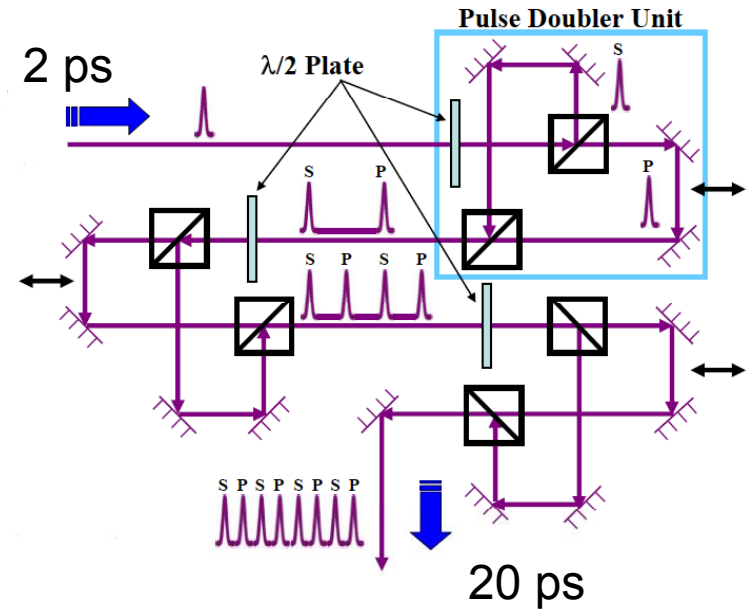 Pulse Doubler Unit
2 ps
λ/2 Plate
S
P
S P
S P S P
S P S P S P S P
20 ps